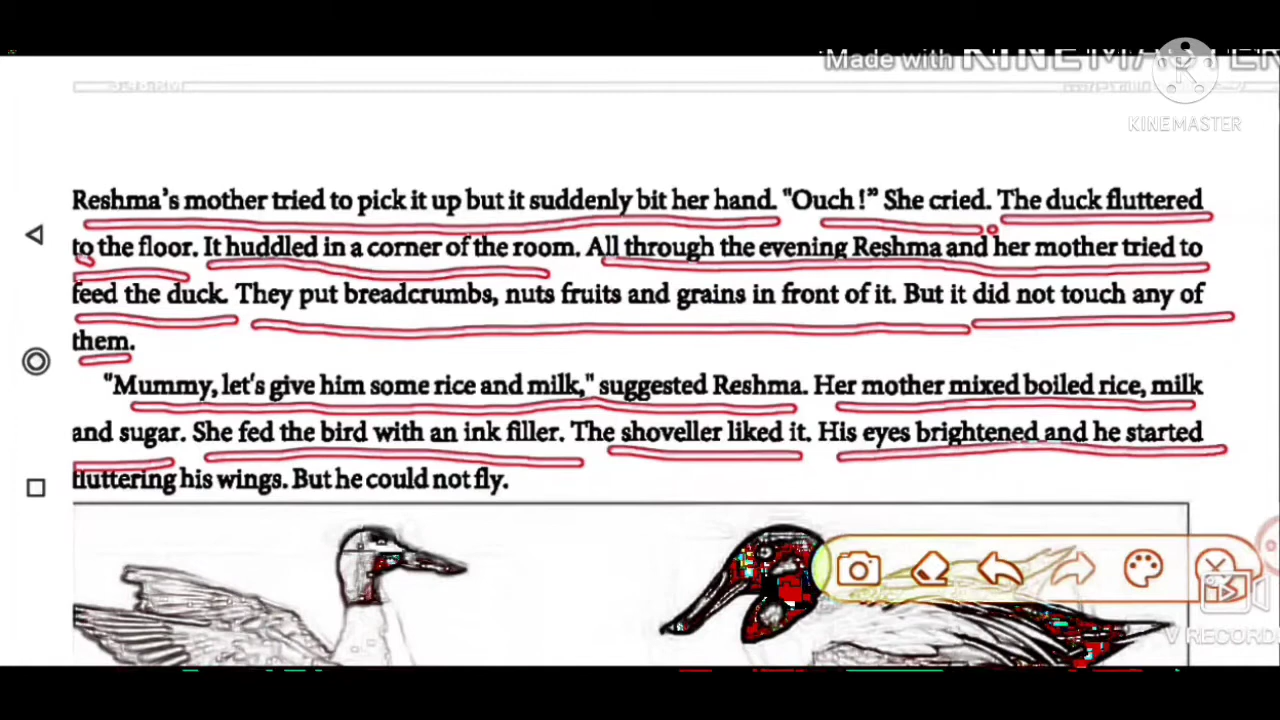 Made with KINEMASTER
KINEMASTER
Reshma's mother tried to pick it up but it suddenly bit her hand. "Ouch !” She cried. The duck fluttered
to the floor. It huddled in a corner of the room. All through the evening Reshma and her mother tried to
feed the duck. They put breadcrumbs, nuts fruits and grains in front of it. But it did not touch any of
them.
"Mummy, let's give him some rice and milk," suggested Reshma. Her mother mixed boiled rice, milk
and sugar. She fed the bird with an ink filler. The shoveller liked it. His eyes brightened and he started
fluttering his wings. But he could not fly.
V RECORD